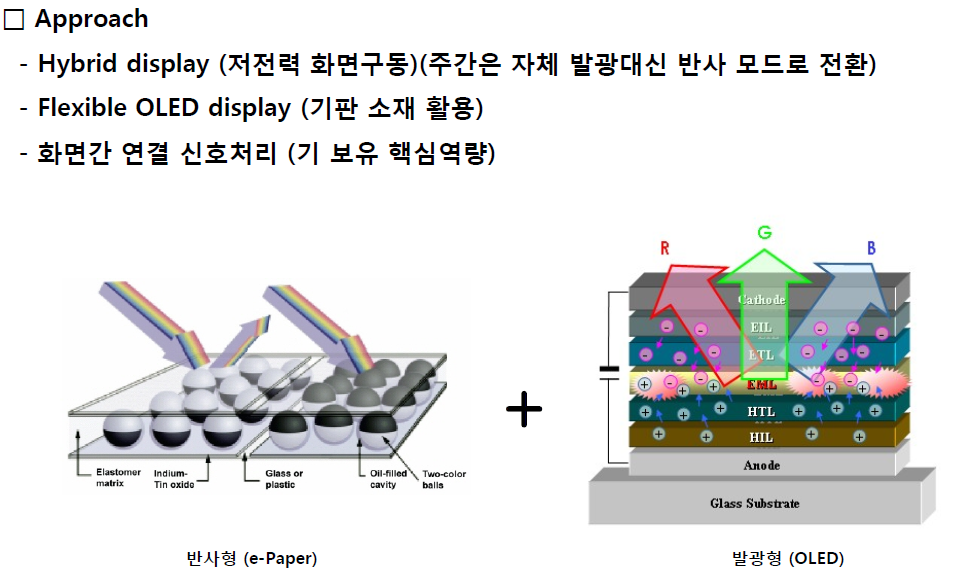 □ Approach
- Hybrid display (저전력 화면구동)(주간은 자체 발광대신 반사 모드로 전환)
- Flexible OLED display (기판 소재 활용)
- 화면간 연결 신호처리 (기 보유 핵심역량)
R
G
B
Cathode
EIL
ETL
EML
HTL
HIL
Anode
Glass Substrate
+
Elastomer matrix
Indium-Tin oxide
Glass or plastic
Oil-filled cavity
Two-color balls
반사형 (e-Paper)
발광형 (OLED)